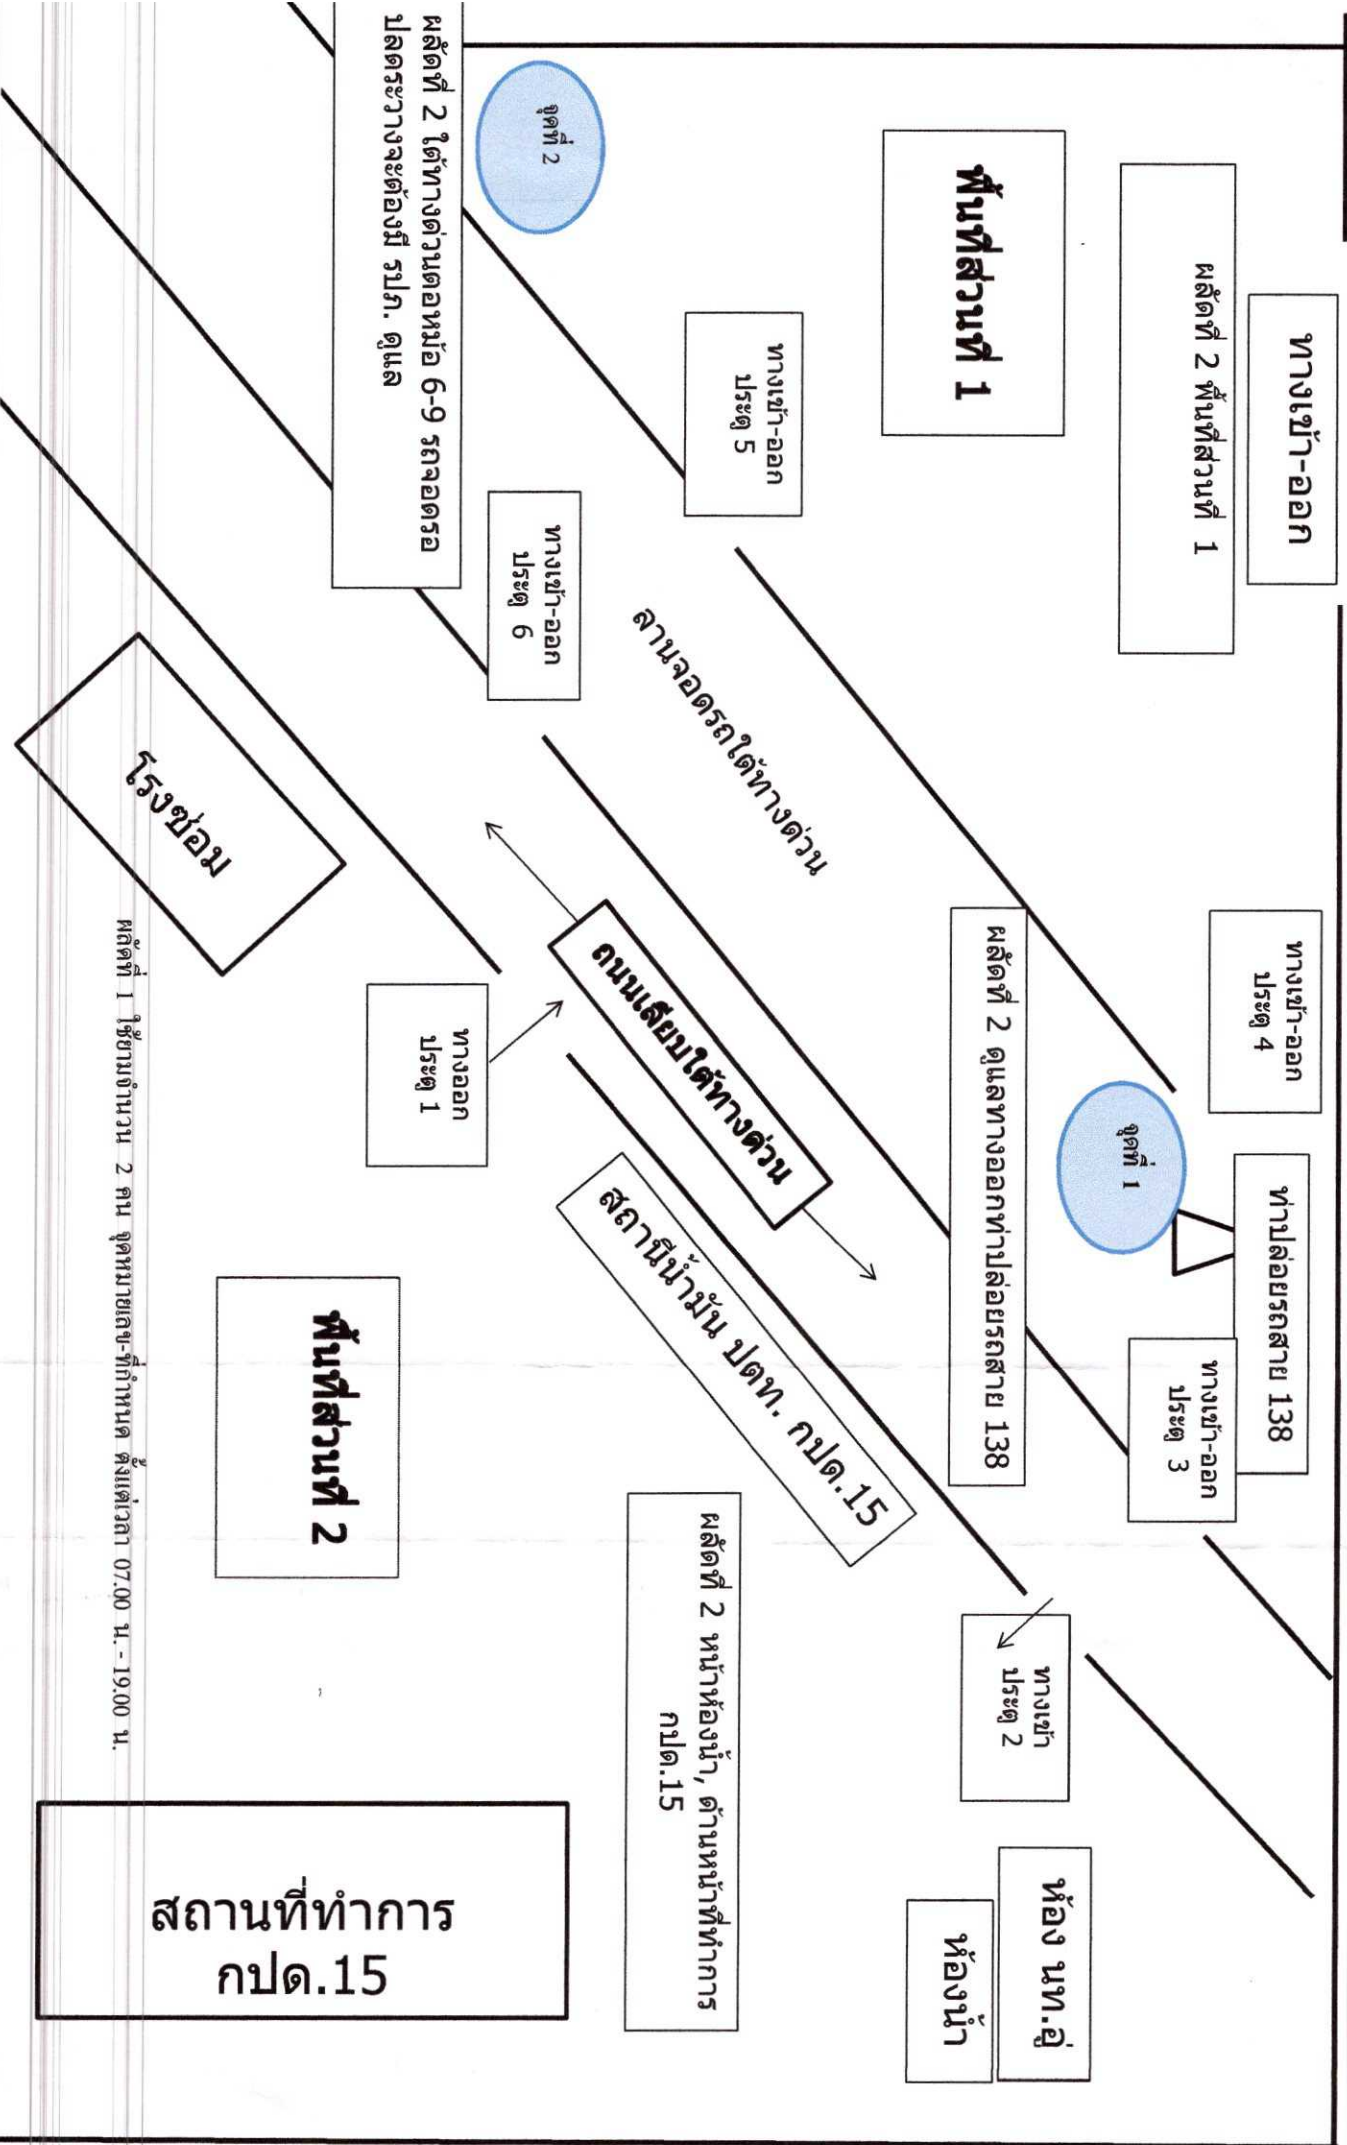 ทางเข้า-ออก
ผลัดที่ 2 พื้นที่ส่วนที่ 1
พื้นที่ส่วนที่ 1
จุดที่ 2
ผลัดที่ 2 ใต้ทางด่วนตอหม้อ 6-9 รถจอดรอ
ปลดระวางจะต้องมี รปภ. ดูแล
ทางเข้า-ออก
ประตู 5
ทางเข้า-ออก
ประตู 6
ลานจอดรถใต้ทางด่วน
ทางเข้า-ออก
ประตู 4
จุดที่ 1
ท่าปล่อยรถสาย 138
ทางเข้า-ออก
ประตู 3
ผลัดที่ 2 ดูแลทางออกท่าปล่อยรถสาย 138
ถนนเลียบใต้ทางด่วน
โรงซ่อม
ทางออก
ประตู 1
สถานีน้ำมัน ปตท. กปด.15
ทางเข้า
ประตู 2
ห้อง นท.อู่
ห้องน้ำ
ผลัดที่ 2 หน้าห้องน้ำ, ด้านหน้าที่ทำการ
กปด.15
พื้นที่ส่วนที่ 2
สถานที่ทำการ
กปด.15
ผลัดที่ 1 ใช้ยามจำนวน 2 คน จุดหมายเลข-ที่กำหนด ตั้งแต่เวลา 07.00 น. - 19.00 น.